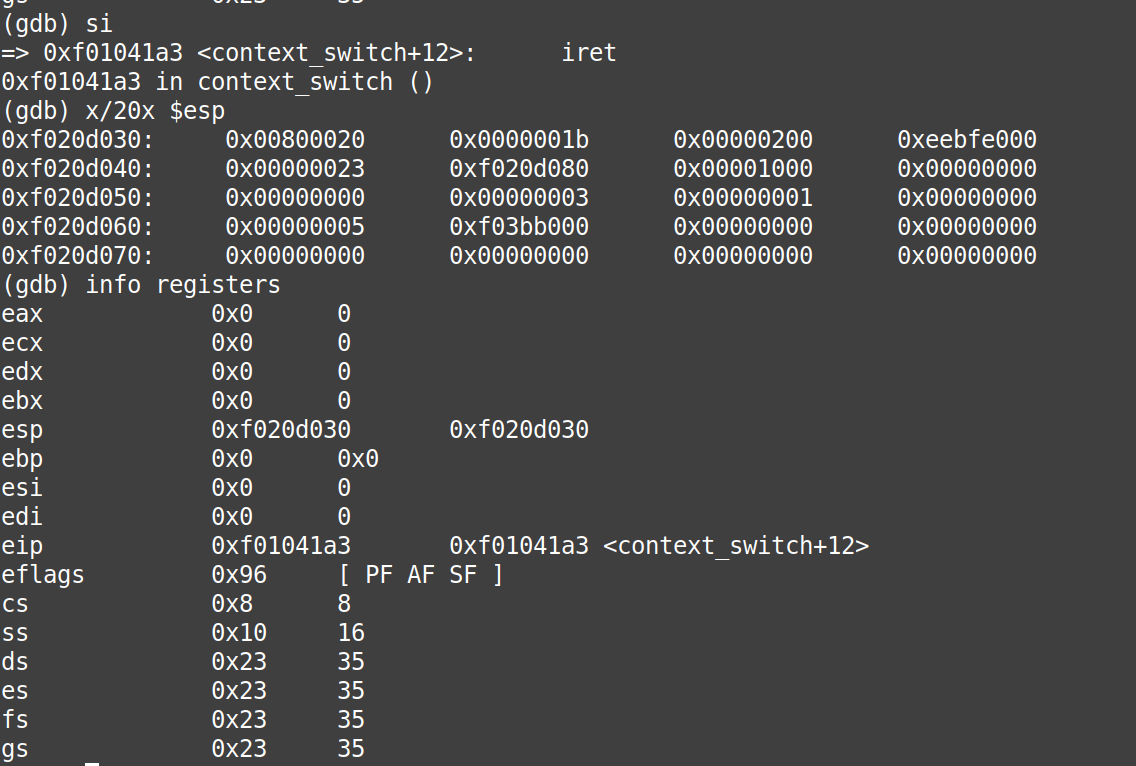 gs 0x23 35
(gdb) si
=> 0xf01041a3 <context_switch+12>: iret
0xf01041a3 in context_switch ()
(gdb) x/20x $esp
0xf020d030: 0x00800020 0x0000001b 0x00000200 0xeebfe000
0xf020d040: 0x00000023 0xf020d080 0x00001000 0x00000000
0xf020d050: 0x00000000 0x00000003 0x00000001 0x00000000
0xf020d060: 0x00000005 0xf03bb000 0x00000000 0x00000000
0xf020d070: 0x00000000 0x00000000 0x00000000 0x00000000
(gdb) info registers
eax 0x0 0
ecx 0x0 0
edx 0x0 0
ebx 0x0 0
esp 0xf020d030 0xf020d030
ebp 0x0 0x0
esi 0x0 0
edi 0x0 0
eip 0xf01041a3 0xf01041a3 <context_switch+12>
eflags 0x96 [ PF AF SF ]
cs 0x8 8
ss 0x10 16
ds 0x23 35
es 0x23 35
fs 0x23 35
gs 0x23 35